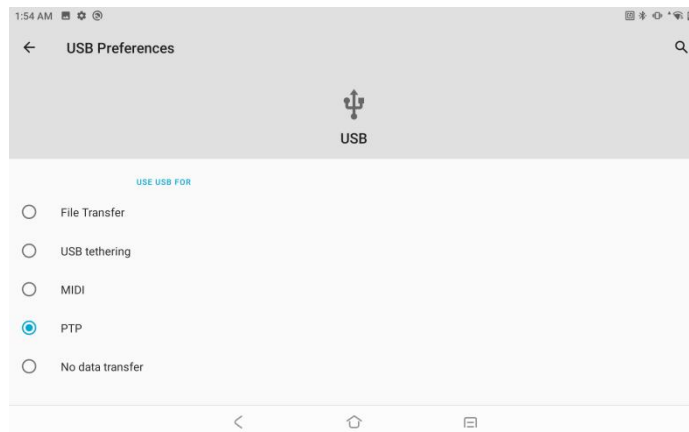 1:54 AM
USB Preferences
USB
USE USB FOR
File Transfer
USB tethering
MIDI
PTP
No data transfer